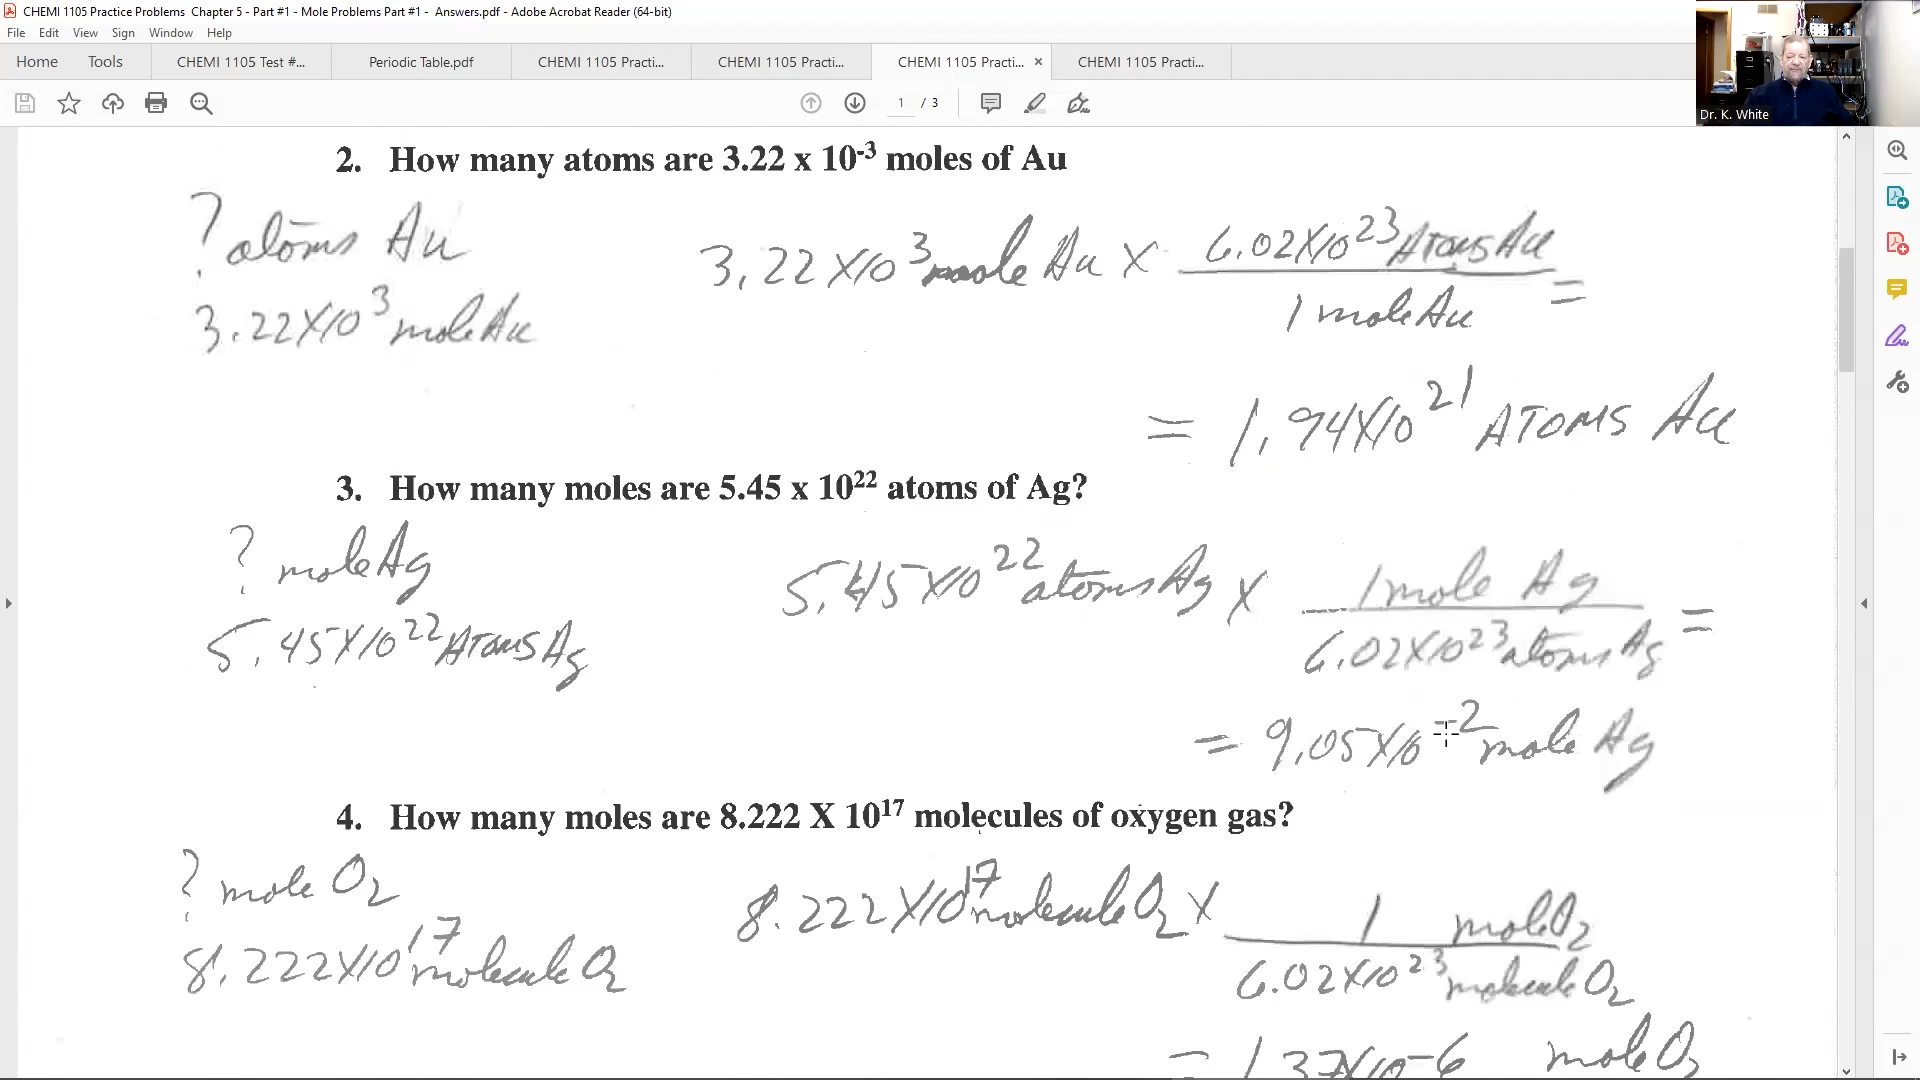 CHEMI 1105 Practice Problems Chapter 5 - Part #1 - Mole Problems Part #1 - Answers.pdf - Adobe Acrobat Reader (64-bit)
File Edit View Sign Window Help
Home Tools CHEMI 1105 Test #... Periodic Table.pdf CHEMI 1105 Practi... CHEMI 1105 Practi... CHEMI 1105 Practi... × CHEMI 1105 Practi...
1 / 3
Dr. K. White
2. How many atoms are 3.22 x 10⁻³ moles of Au
? atoms Au
3.22X10³ mole Au
3.22X10³ mole Au X 6.02X10²³ ATOMS Au
1 mole Au =
= 1.94X10²¹ ATOMS Au
3. How many moles are 5.45 x 10²² atoms of Ag?
? mole Ag
5.45X10²² ATOMS Ag
5.45X10²² atoms Ag X 1 mole Ag =
6.02X10²³ atoms Ag
= 9.05X10⁻² mole Ag
4. How many moles are 8.222 X 10¹⁷ molecules of oxygen gas?
? mole O₂
8.222X10¹⁷ molecule O₂
8.222X10¹⁷ molecule O₂ X 1 mole O₂
6.02X10²³ molecule O₂
= 1.37X10-6 mole O₂